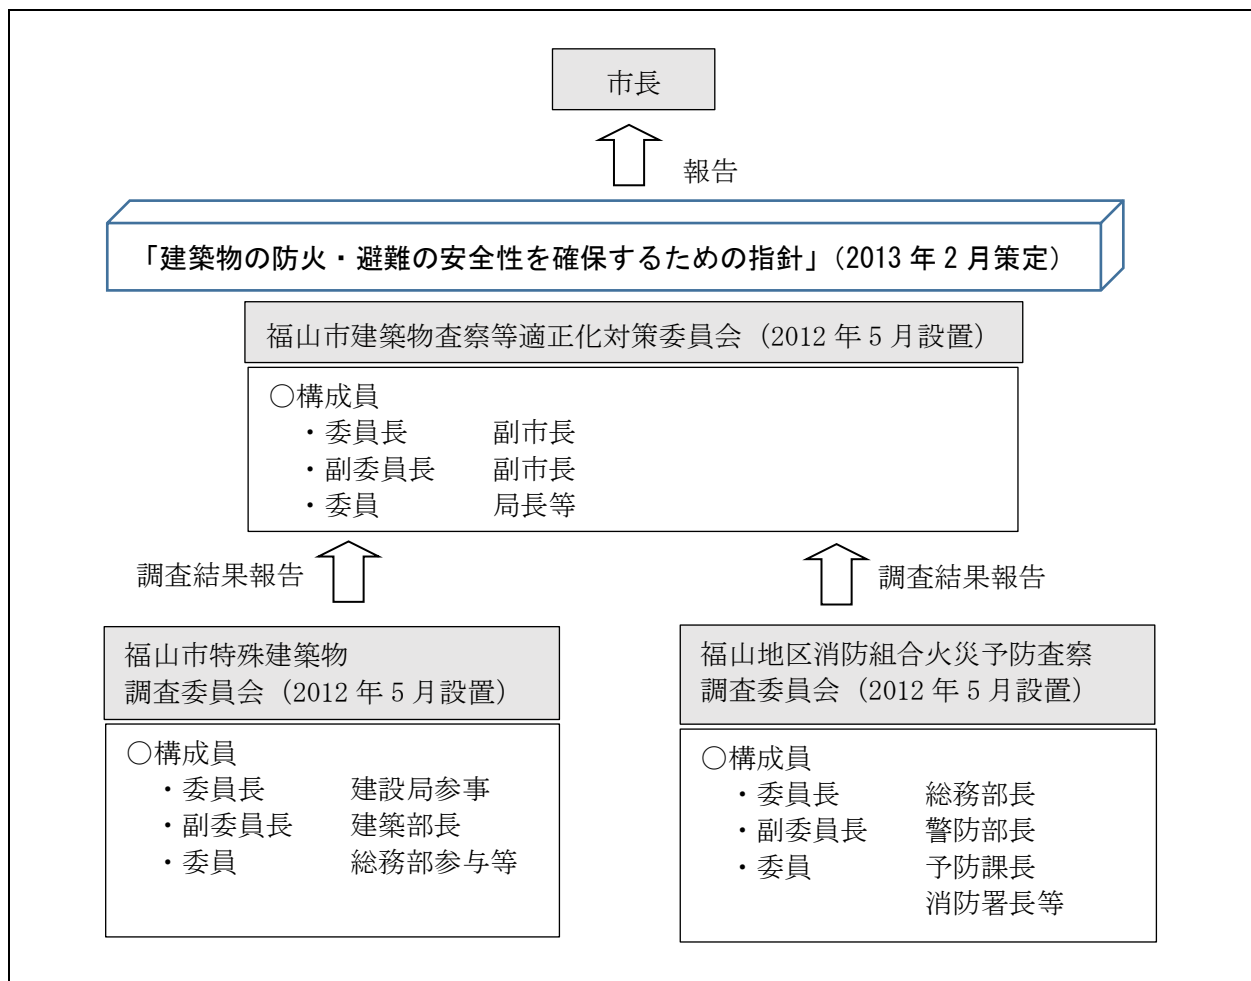 市長
報告
「建築物の防火・避難の安全性を確保するための指針」（2013年2月策定）
福山市建築物査察等適正化対策委員会（2012年5月設置）
○構成員
・委員長 副市長
・副委員長 副市長
・委員 局長等
調査結果報告
調査結果報告
福山市特殊建築物
調査委員会（2012年5月設置）
○構成員
・委員長 建設局参事
・副委員長 建築部長
・委員 総務部参与等
福山地区消防組合火災予防査察
調査委員会（2012年5月設置）
○構成員
・委員長 総務部長
・副委員長 警防部長
・委員 予防課長
消防署長等